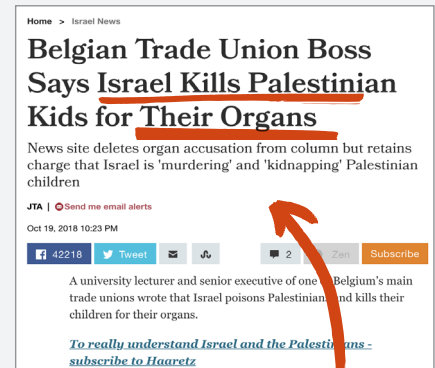 Home > Israel News
Belgian Trade Union Boss
Says Israel Kills Palestinian
Kids for Their Organs
News site deletes organ accusation from column but retains
charge that Israel is 'murdering' and 'kidnapping' Palestinian
children
JTA | Send me email alerts
Oct 19, 2018 10:23 PM
42218 Tweet 2 Zen Subscribe
A university lecturer and senior executive of one Belgium's main
trade unions wrote that Israel poisons Palestinian and kills their
children for their organs.
To really understand Israel and the Palestinians -
subscribe to Haaretz